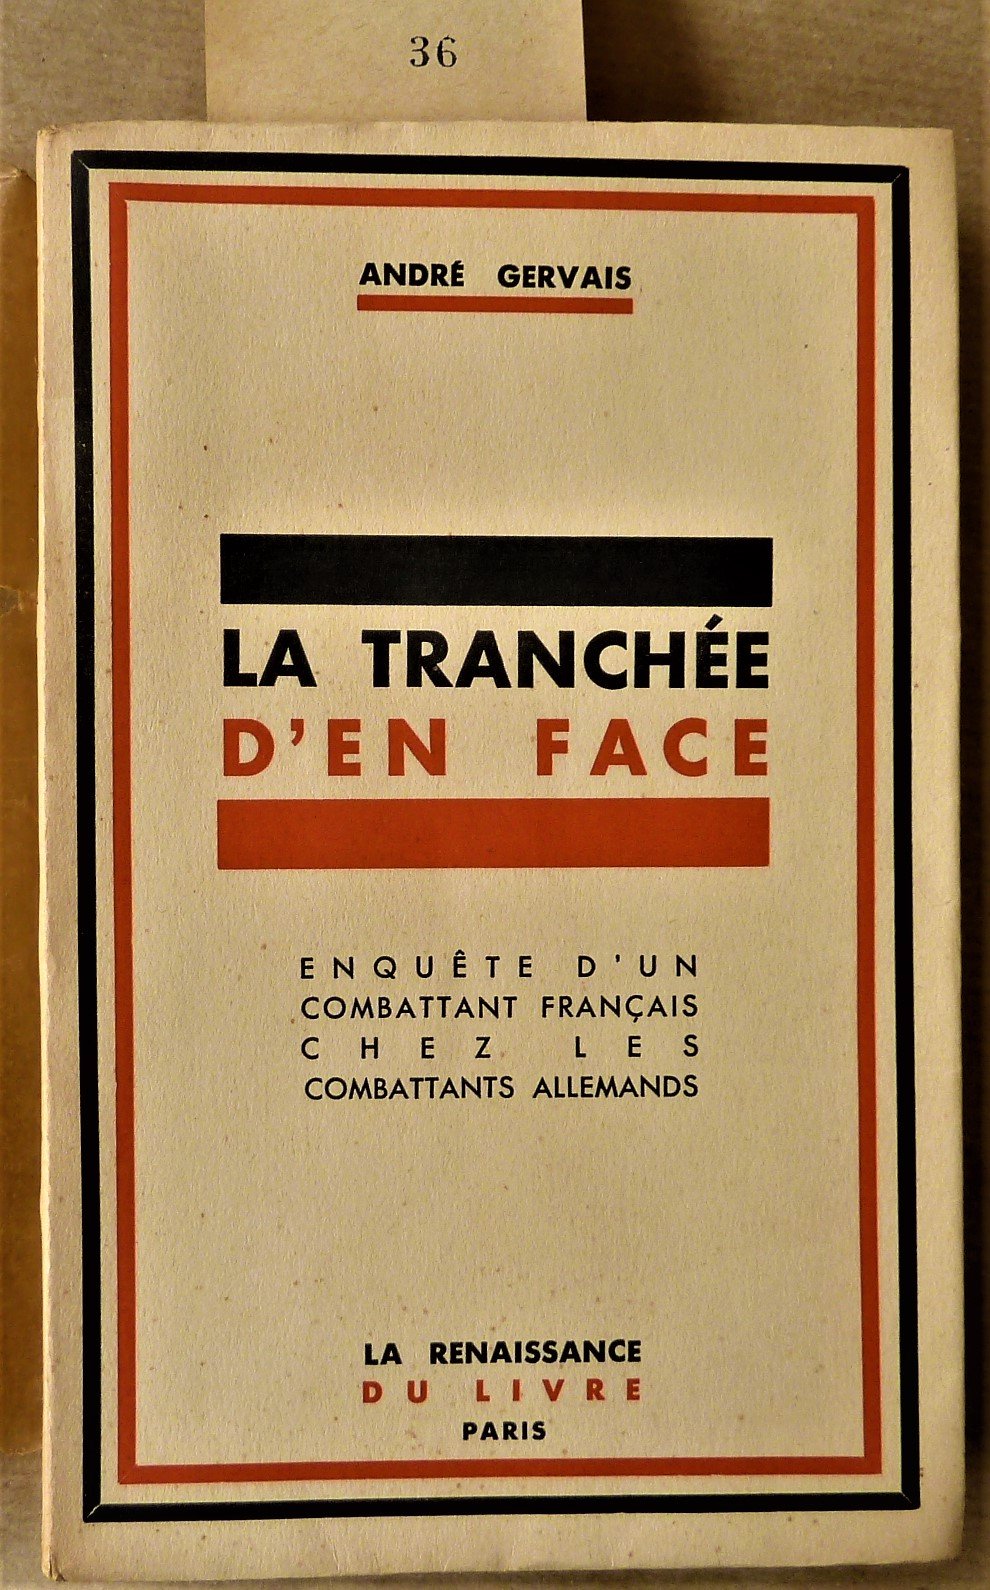 36
ANDRÉ GERVAIS
LA TRANCHÉE
D'EN FACE
ENQUÊTE D'UN
COMBATTANT FRANÇAIS
CHEZ LES
COMBATTANTS ALLEMANDS
LA RENAISSANCE
DU LIVRE
PARIS